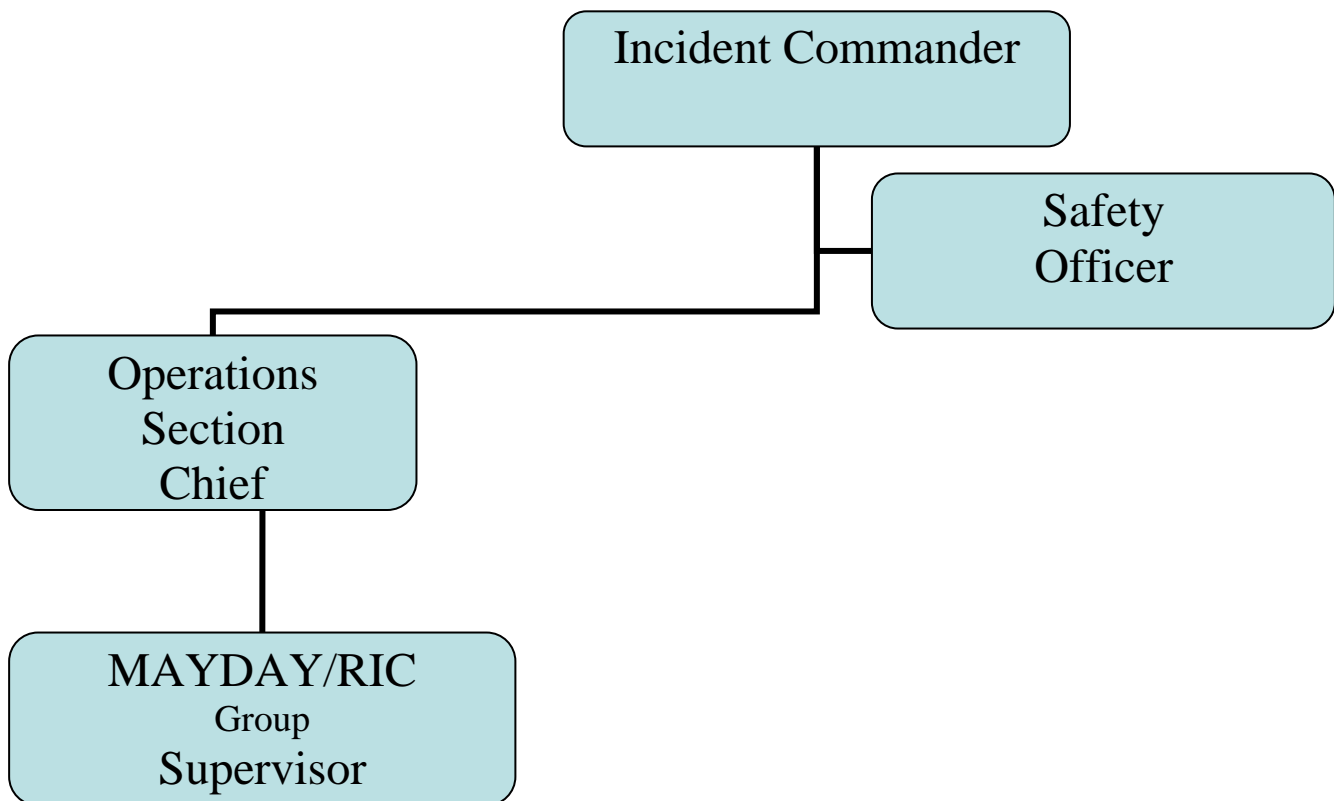 Incident Commander
Safety
Officer
Operations
Section
Chief
MAYDAY/RIC
Group
Supervisor